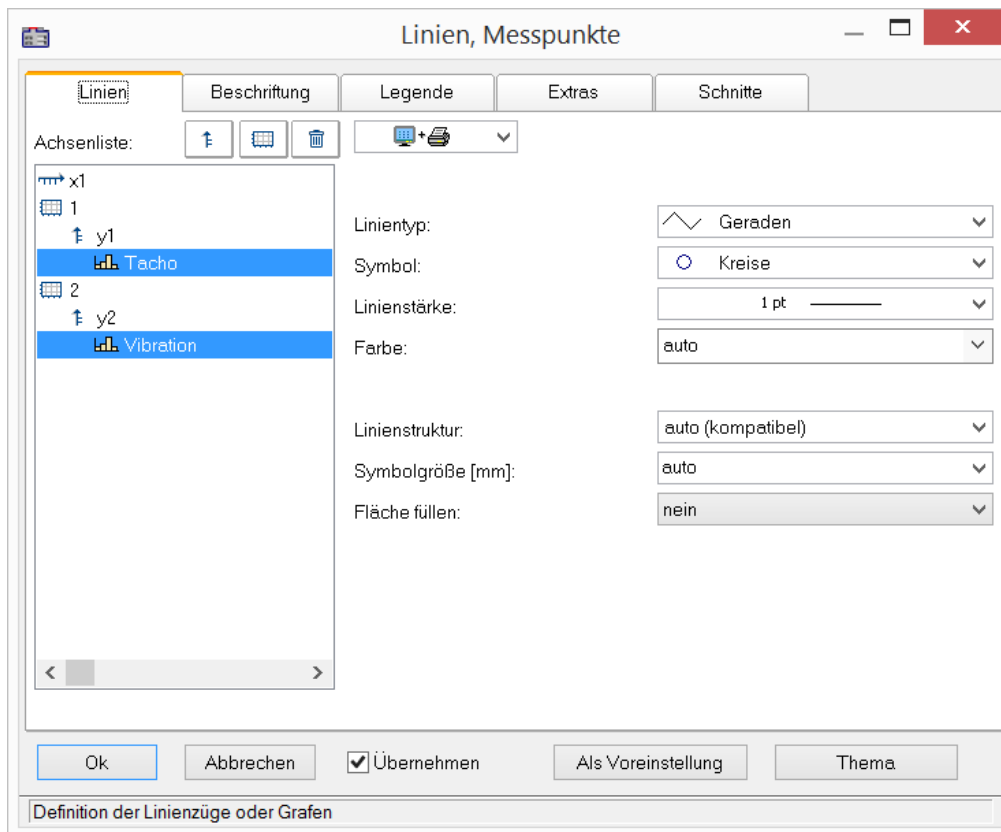 Linien, Messpunkte
Linien
Beschriftung
Legende
Extras
Schnitte
Achsenliste:
x1
1
y1
Tacho
2
y2
Vibration
Linientyp:
Geraden
Symbol:
Kreise
Linienstärke:
1 pt
Farbe:
auto
Linienstruktur:
auto (kompatibel)
Symbolgröße [mm]:
auto
Fläche füllen:
nein
Ok
Abbrechen
Übernehmen
Als Voreinstellung
Thema
Definition der Linienzüge oder Grafen